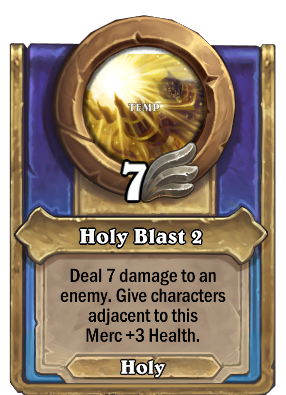 TEMP
7
Holy Blast 2
Deal 7 damage to an
enemy. Give characters
adjacent to this
Merc +3 Health.
Holy